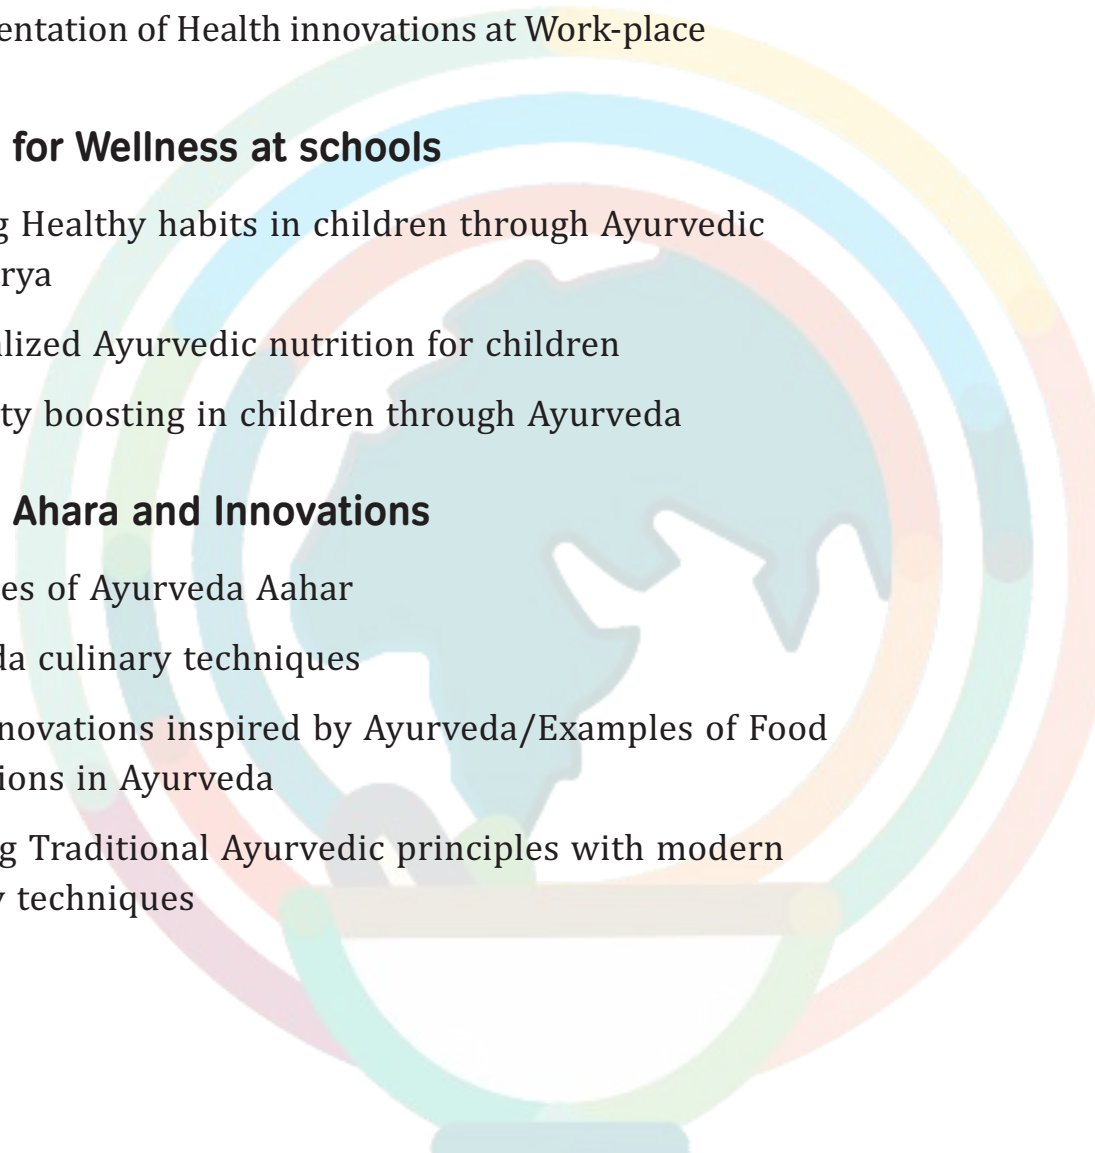 entation of Health innovations at Work-place
for Wellness at schools
g Healthy habits in children through Ayurvedic
rya
lized Ayurvedic nutrition for children
ty boosting in children through Ayurveda
Ahara and Innovations
es of Ayurveda Aahar
da culinary techniques
novations inspired by Ayurveda/Examples of Food
ions in Ayurveda
g Traditional Ayurvedic principles with modern
y techniques